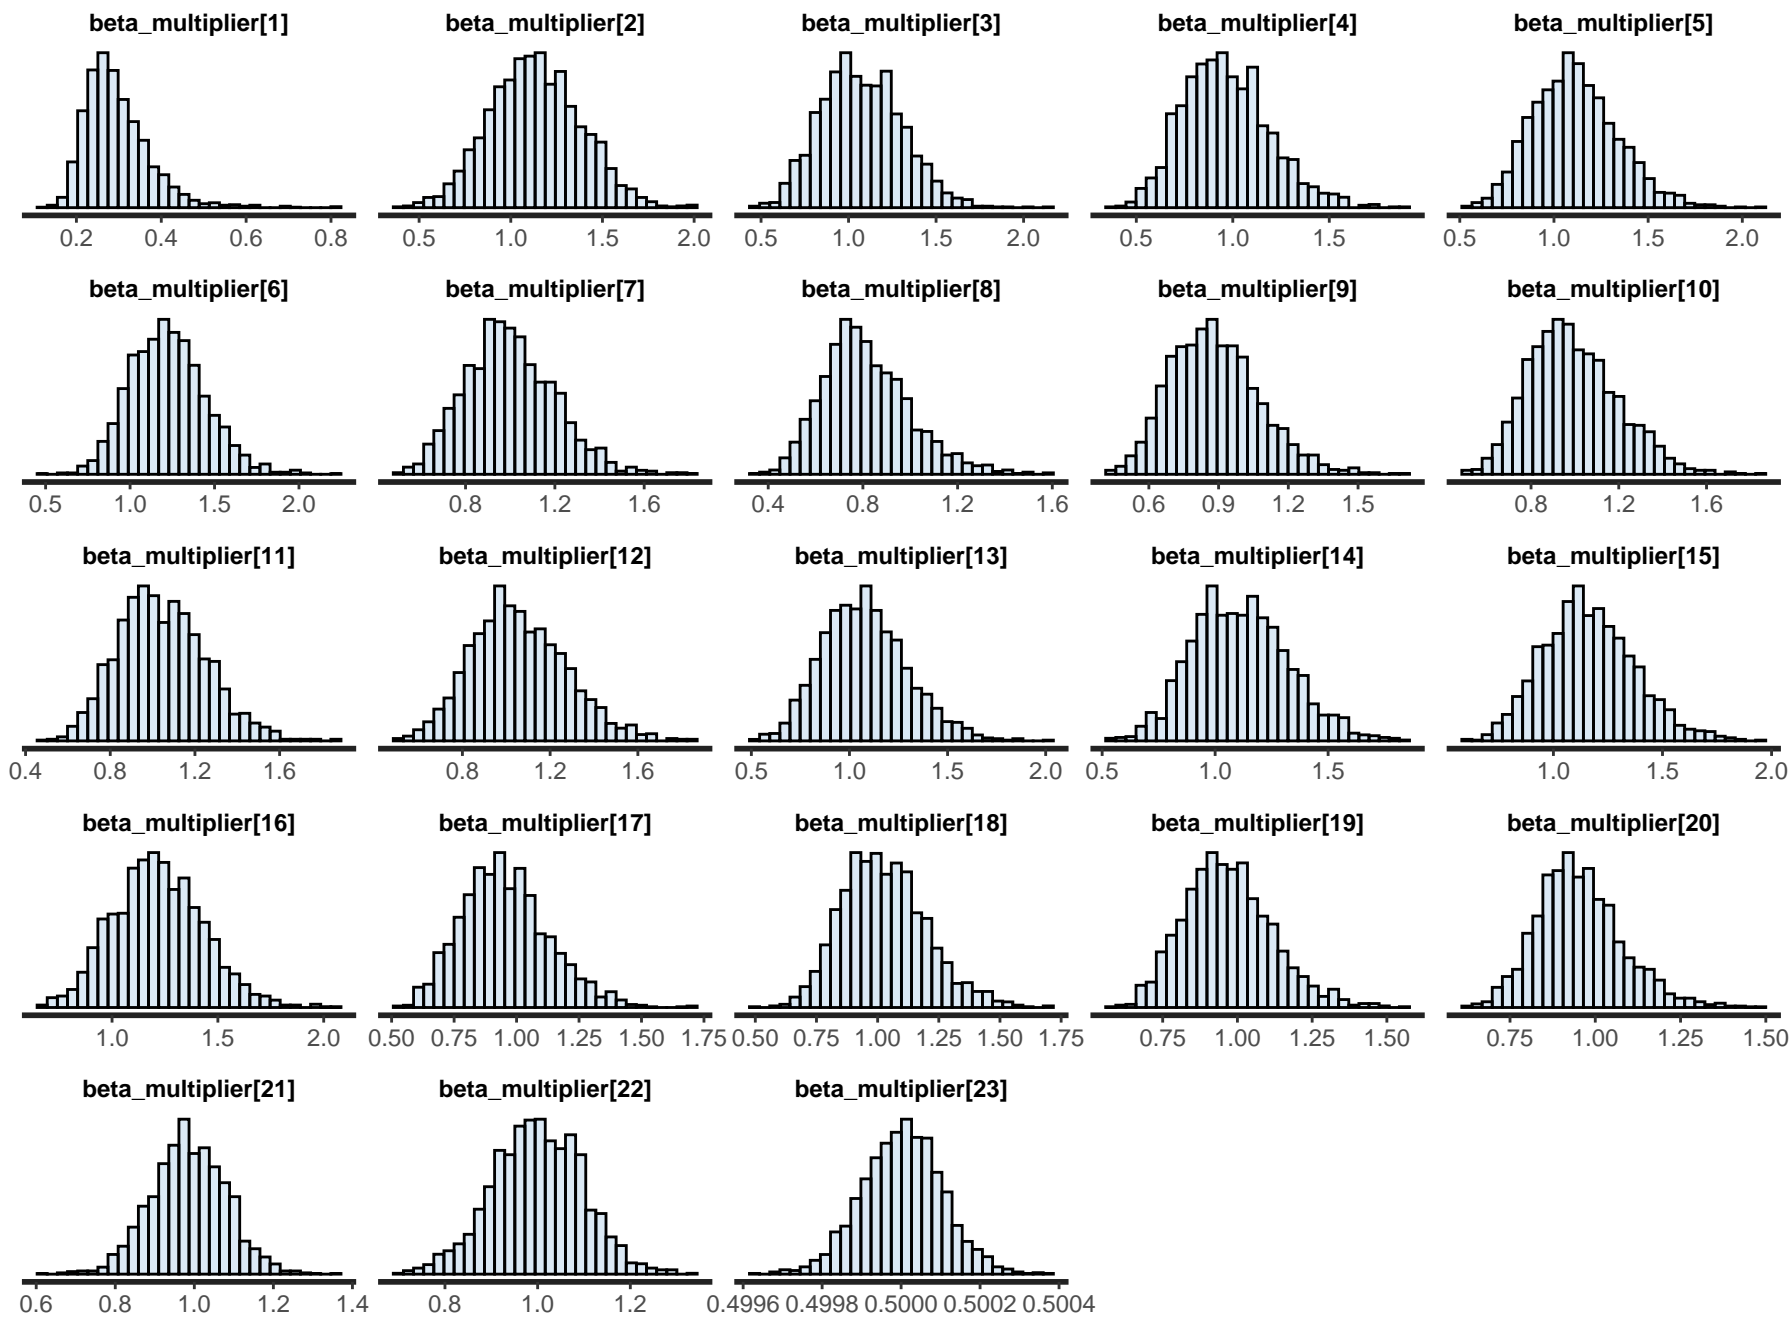 beta_multiplier[1] beta_multiplier[2] beta_multiplier[3] beta_multiplier[4] beta_multiplier[5]
0.2 0.4 0.6 0.8 0.5 1.0 1.5 2.0 0.5 1.0 1.5 2.0 0.5 1.0 1.5 0.5 1.0 1.5 2.0
beta_multiplier[6] beta_multiplier[7] beta_multiplier[8] beta_multiplier[9] beta_multiplier[10]
0.5 1.0 1.5 2.0 0.8 1.2 1.6 0.4 0.8 1.2 1.6 0.6 0.9 1.2 1.5 0.8 1.2 1.6
beta_multiplier[11] beta_multiplier[12] beta_multiplier[13] beta_multiplier[14] beta_multiplier[15]
0.4 0.8 1.2 1.6 0.8 1.2 1.6 0.5 1.0 1.5 2.0 0.5 1.0 1.5 1.0 1.5 2.0
beta_multiplier[16] beta_multiplier[17] beta_multiplier[18] beta_multiplier[19] beta_multiplier[20]
1.0 1.5 2.0 0.50 0.75 1.00 1.25 1.50 1.75 0.50 0.75 1.00 1.25 1.50 1.75 0.75 1.00 1.25 1.50 0.75 1.00 1.25 1.50
beta_multiplier[21] beta_multiplier[22] beta_multiplier[23]
0.6 0.8 1.0 1.2 1.4 0.8 1.0 1.2 0.4996 0.4998 0.5000 0.5002 0.5004